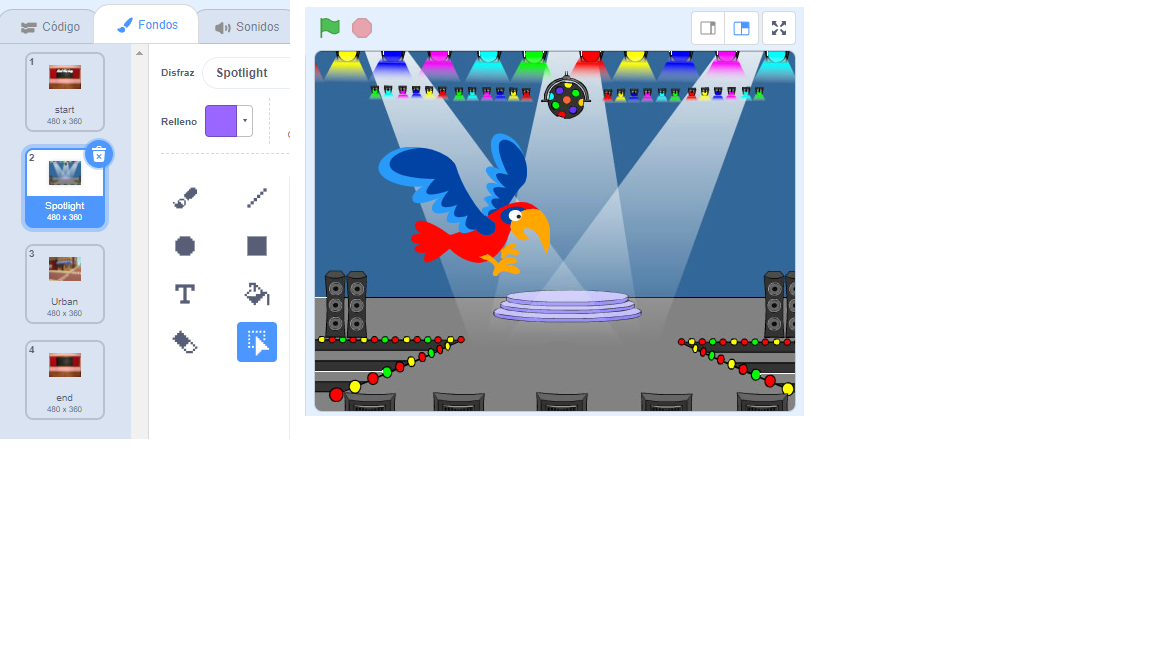 Código
Fondos
Sonidos
1
start
480 x 360
2
Spotlight
480 x 360
3
Urban
480 x 360
4
end
480 x 360
Disfraz
Spotlight
Relleno
T